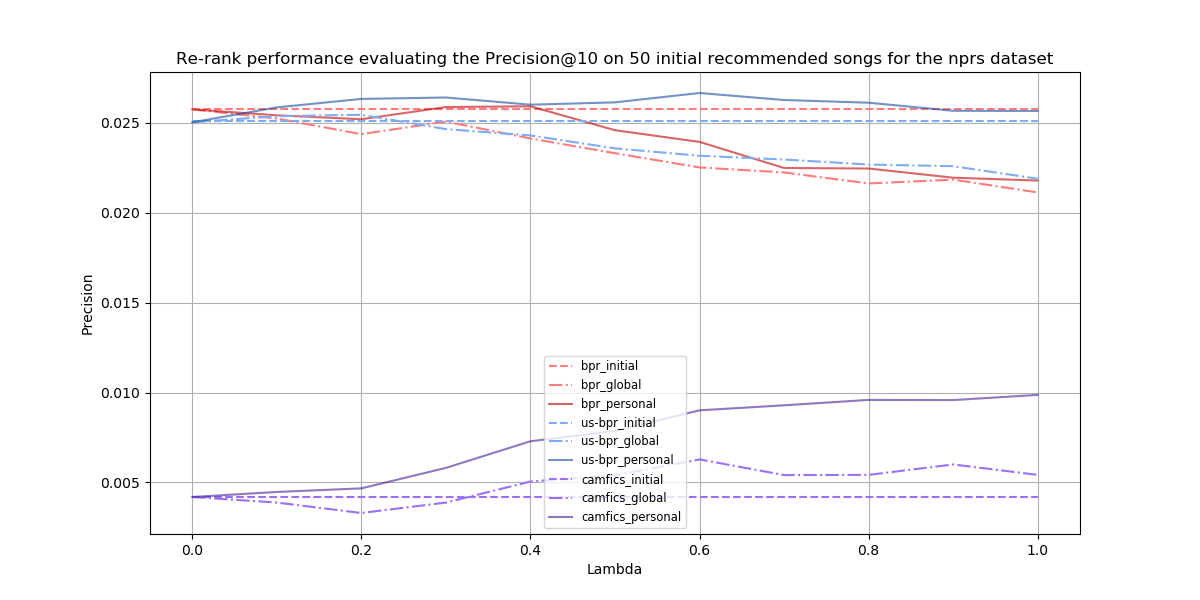 Re-rank performance evaluating the Precision@10 on 50 initial recommended songs for the nprs dataset
0.025
0.020
0.015
0.010
0.005
Precision
bpr_initial
bpr_global
bpr_personal
us-bpr_initial
us-bpr_global
us-bpr_personal
camfics_initial
camfics_global
camfics_personal
0.0 0.2 0.4 0.6 0.8 1.0
Lambda